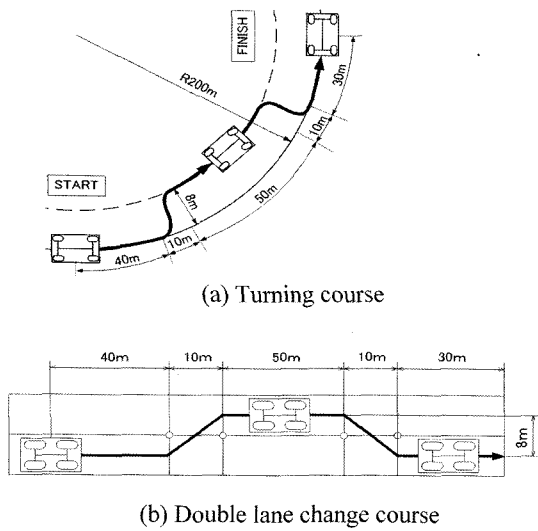 FINISH
R200m
30m
10m
START
8m
50m
10m
40m
(a) Turning course
40m 10m 50m 10m 30m
8m
(b) Double lane change course